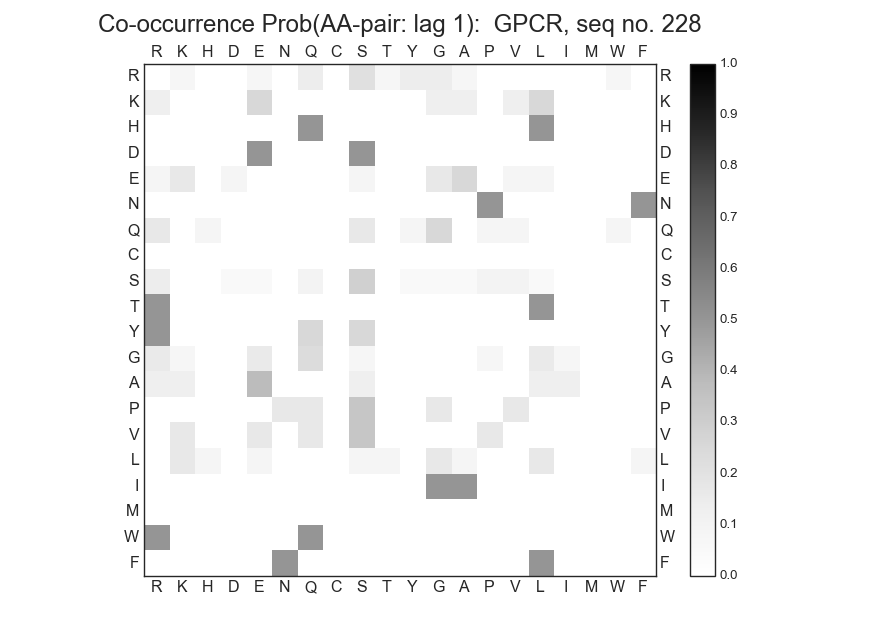 Co-occurrence Prob(AA-pair: lag 1):  GPCR, seq no. 228
R K H D E N Q C S T Y G A P V L I M W F
R R 1.0
K K 0.9
H H
D D 0.8
E E
N N 0.7
Q Q
C C 0.6
S S
T T 0.5
Y Y
G G 0.4
A A
P P 0.3
V V
L L 0.2
I I
M M 0.1
W W
F F 0.0
R K H D E N Q C S T Y G A P V L I M W F